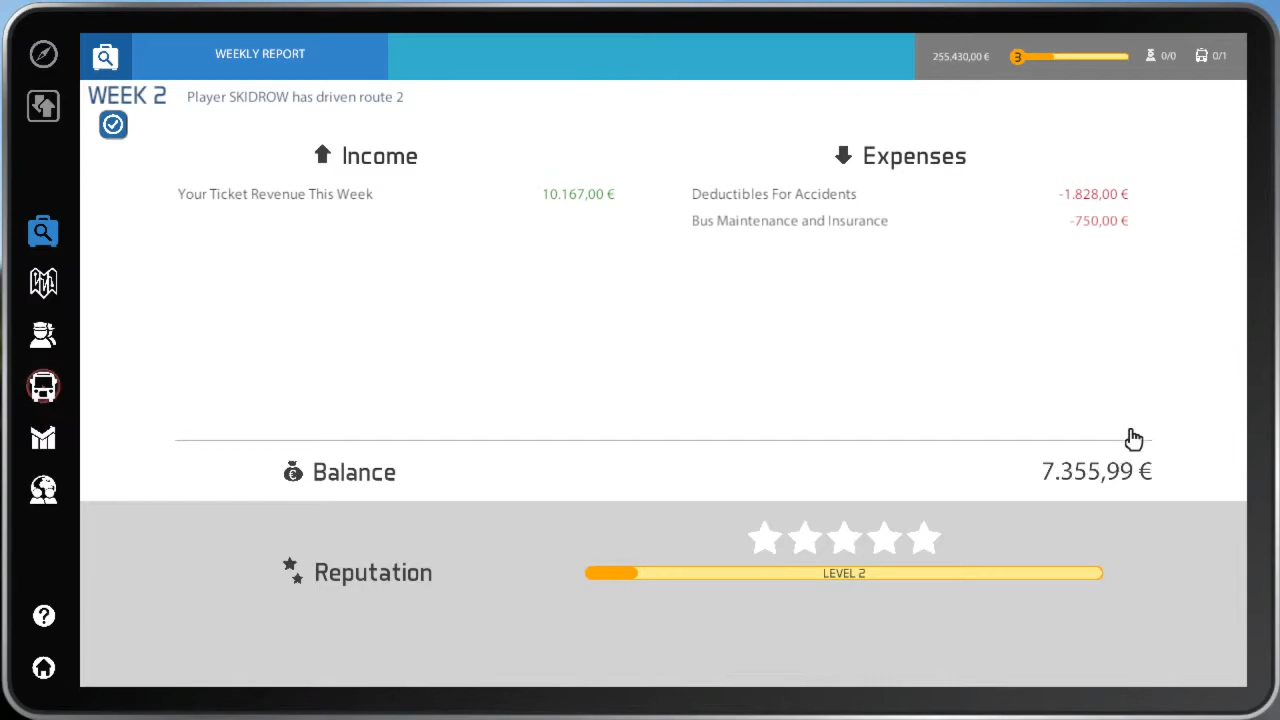 WEEKLY REPORT
255.430,00 €
3
0/0
0/1
WEEK 2
Player SKIDROW has driven route 2
Income
Expenses
Your Ticket Revenue This Week 10.167,00 €
Deductibles For Accidents -1.828,00 €
Bus Maintenance and Insurance -750,00 €
Balance 7.355,99 €
Reputation
LEVEL 2